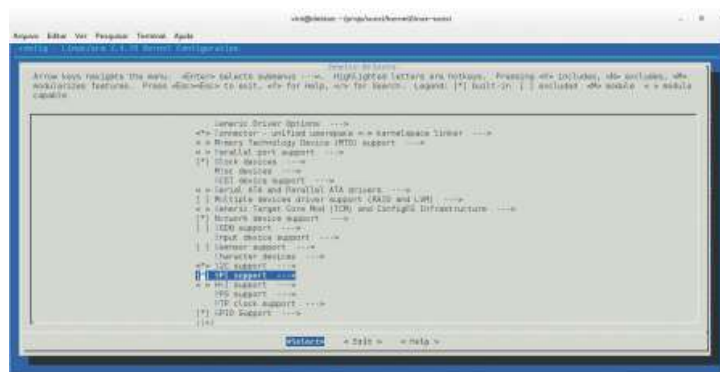 Arquivo Editar Ver Pesquisar Terminal Ajuda
Device Drivers
Arrow keys navigate the menu. <Enter> selects submenus --->. Highlighted letters are hotkeys. Pressing <Y> includes, <N> excludes, <M>
modularizes features. Press <Esc><Esc> to exit, <?> for Help, </> for Search. Legend: [*] built-in [ ] excluded <M> module < > module
capable
Generic Driver Options --->
<*> Connector - unified userspace <-> kernelspace linker --->
< > Memory Technology Device (MTD) support --->
< > Parallel port support --->
[*] Block devices --->
Misc devices --->
SCSI device support --->
< > Serial ATA and Parallel ATA drivers --->
[ ] Multiple devices driver support (RAID and LVM) --->
< > Generic Target Core Mod (TCM) and ConfigFS Infrastructure --->
[*] Network device support --->
[ ] ISDN support --->
Input device support --->
Character devices --->
<*> I2C support --->
SPI support --->
< > HSI support --->
PPS support --->
PTP clock support --->
[*] GPIO Support --->
<Select> < Exit > < Help >